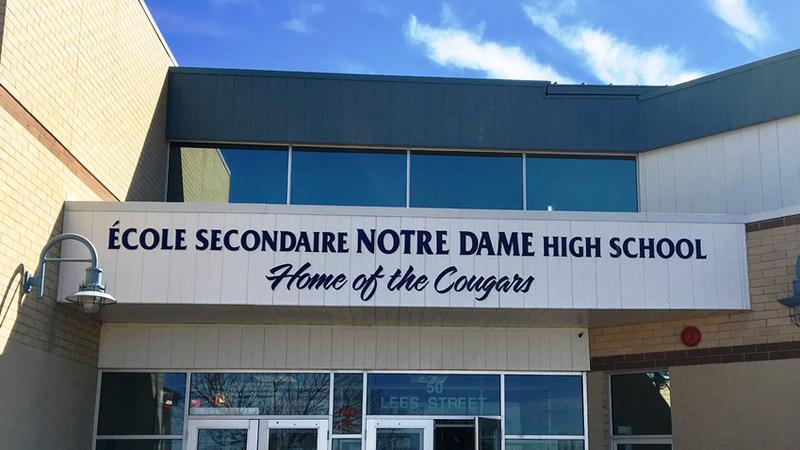 ÉCOLE SECONDAIRE NOTRE DAME HIGH SCHOOL
Home of the Cougars
50
LEES STREET